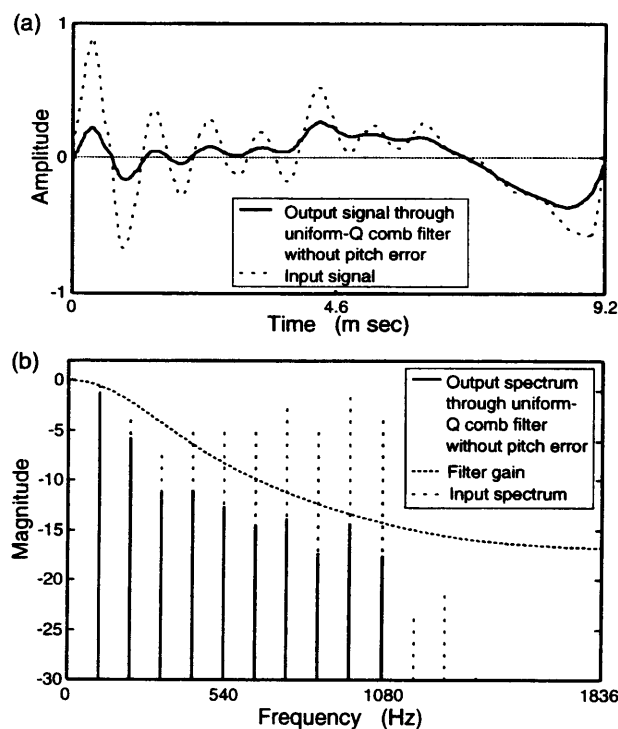 (a)
1
0
-1
Amplitude
Output signal through
uniform-Q comb filter
without pitch error
Input signal
0
4.6
9.2
Time (m sec)
(b)
0
-5
-10
-15
-20
-25
-30
Magnitude
Output spectrum
through uniform-
Q comb filter
without pitch error
Filter gain
Input spectrum
0
540
1080
1836
Frequency (Hz)